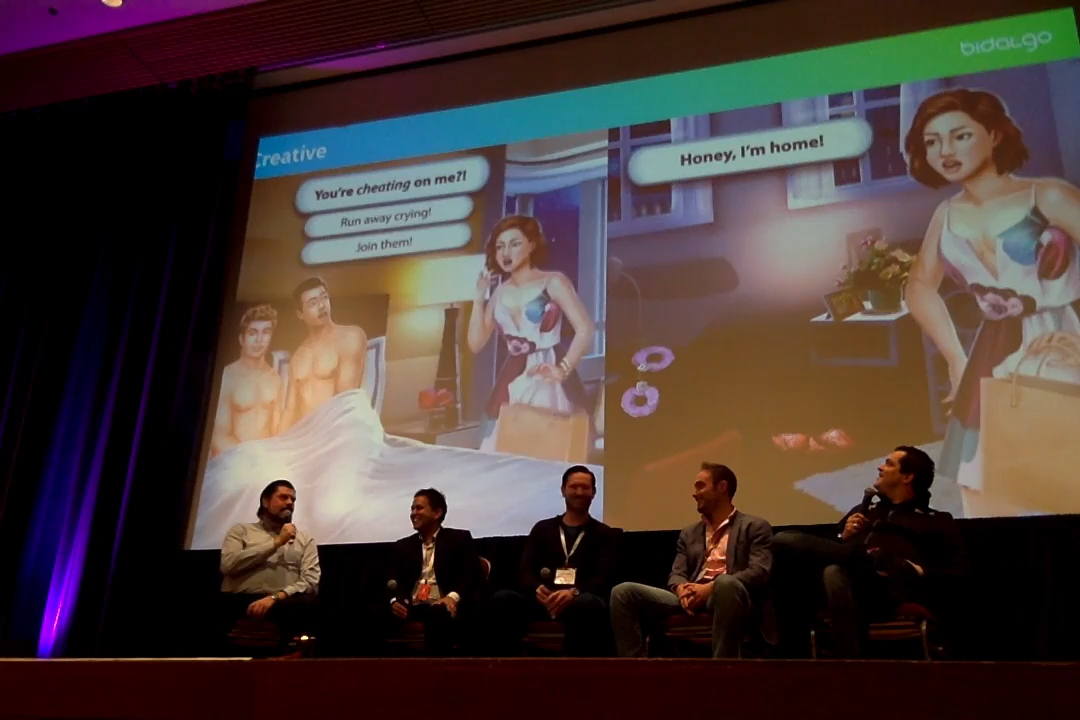 bidalgo
Creative
You're cheating on me?!
Run away crying!
Join them!
Honey, I'm home!